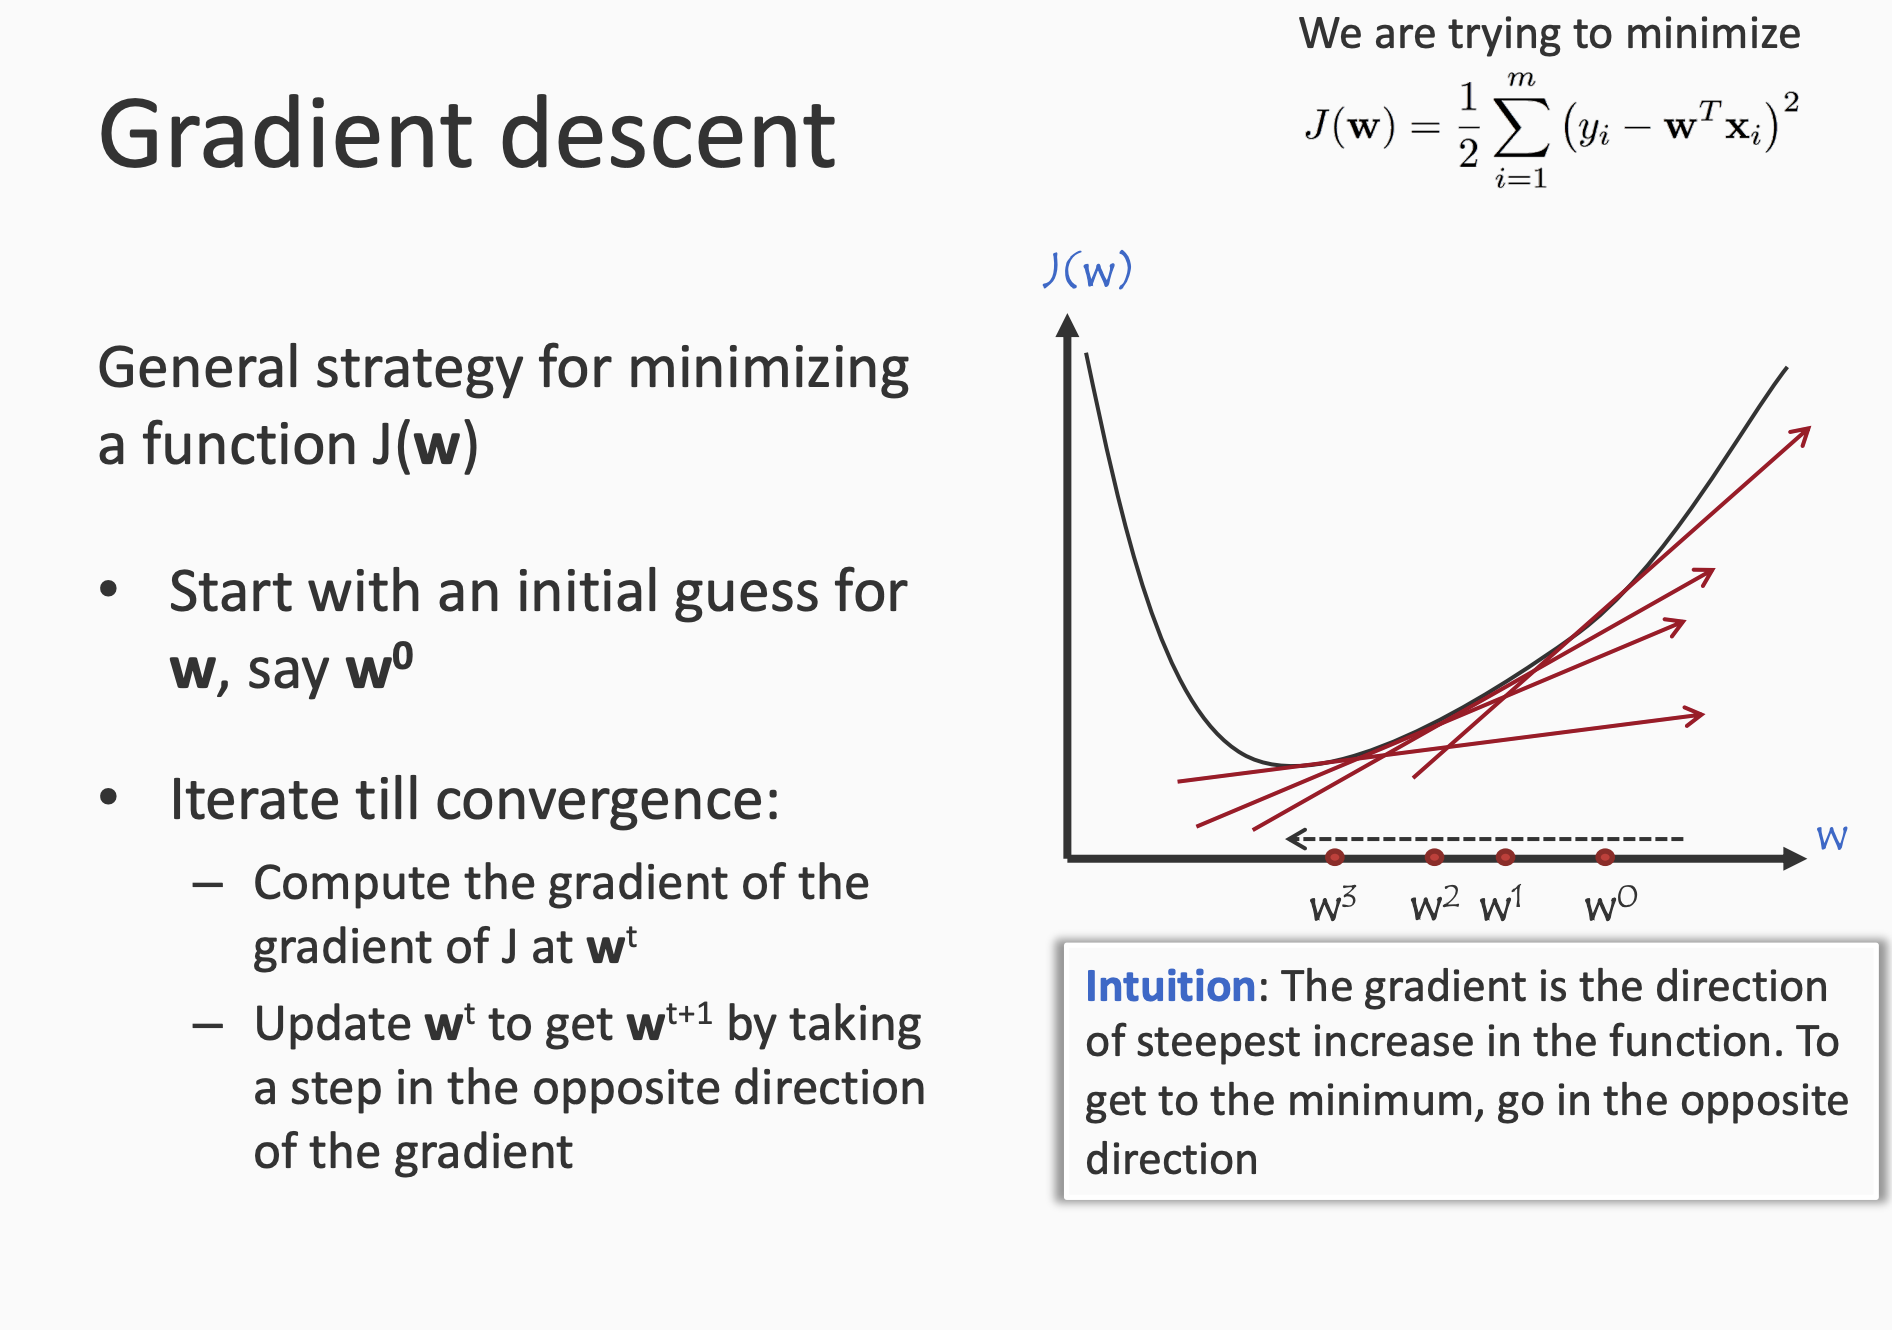 We are trying to minimize
J(w) = \frac{1}{2} \sum_{i=1}^{m} (y_i - w^T x_i)^2
Gradient descent
General strategy for minimizing
a function J(w)
• Start with an initial guess for
w, say w⁰
• Iterate till convergence:
– Compute the gradient of the
gradient of J at wᵗ
– Update wᵗ to get wᵗ⁺¹ by taking
a step in the opposite direction
of the gradient
J(w)
w
w³ w² w¹ w⁰
Intuition: The gradient is the direction
of steepest increase in the function. To
get to the minimum, go in the opposite
direction